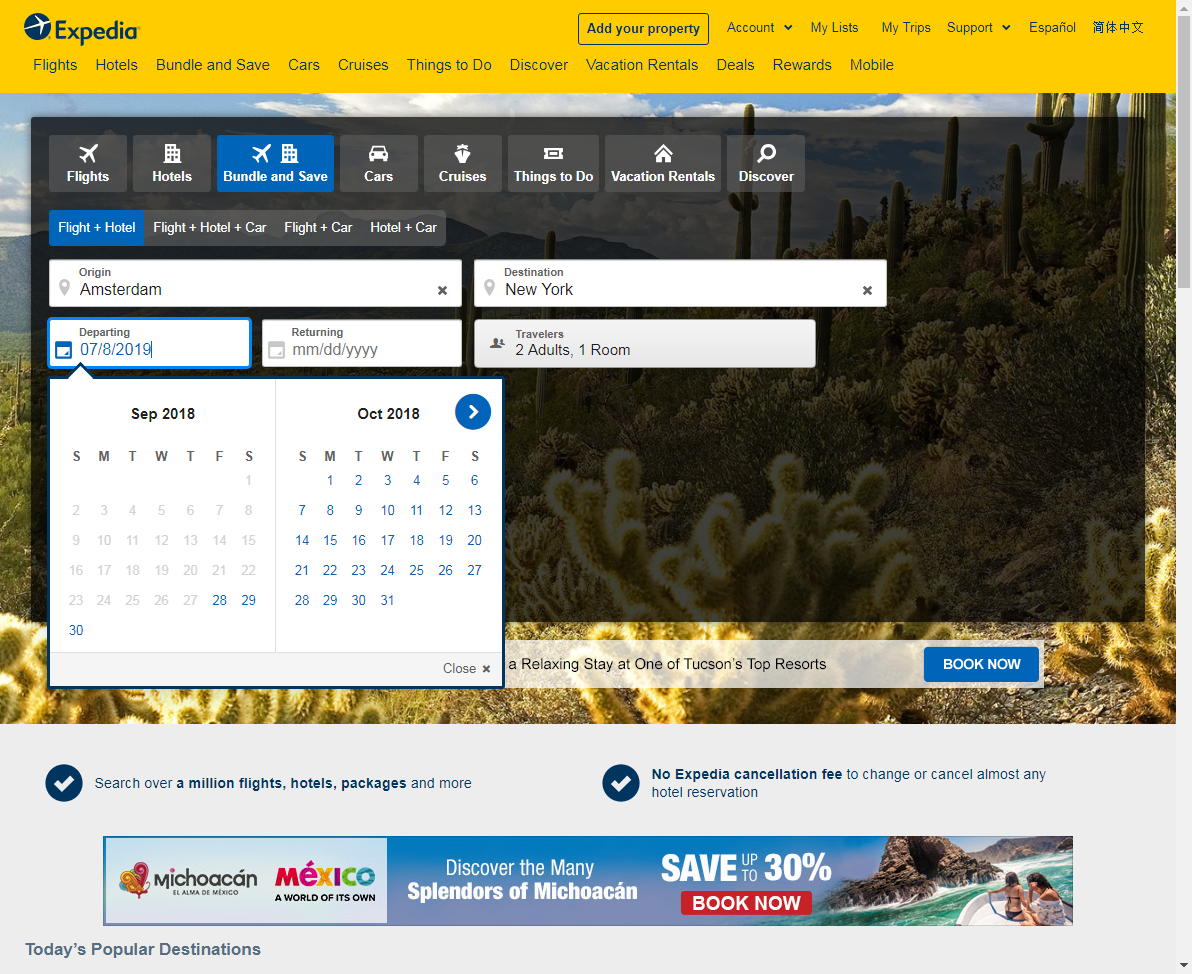 Expedia
Add your property
Account
My Lists
My Trips
Support
Español
简体中文
Flights Hotels Bundle and Save Cars Cruises Things to Do Discover Vacation Rentals Deals Rewards Mobile
Flights Hotels Bundle and Save Cars Cruises Things to Do Vacation Rentals Discover
Flight + Hotel Flight + Hotel + Car Flight + Car Hotel + Car
Origin
Amsterdam
Destination
New York
Departing
07/8/2019
Returning
mm/dd/yyyy
Travelers
2 Adults, 1 Room
Sep 2018
S M T W T F S
1
2 3 4 5 6 7 8
9 10 11 12 13 14 15
16 17 18 19 20 21 22
23 24 25 26 27 28 29
30
Oct 2018
S M T W T F S
1 2 3 4 5 6
7 8 9 10 11 12 13
14 15 16 17 18 19 20
21 22 23 24 25 26 27
28 29 30 31
Close
a Relaxing Stay at One of Tucson's Top Resorts
BOOK NOW
Search over a million flights, hotels, packages and more
No Expedia cancellation fee to change or cancel almost any
hotel reservation
Michoacán
EL ALMA DE MÉXICO
MéXICO
A WORLD OF ITS OWN
Discover the Many
Splendors of Michoacán
SAVE UP TO 30%
BOOK NOW
Today's Popular Destinations